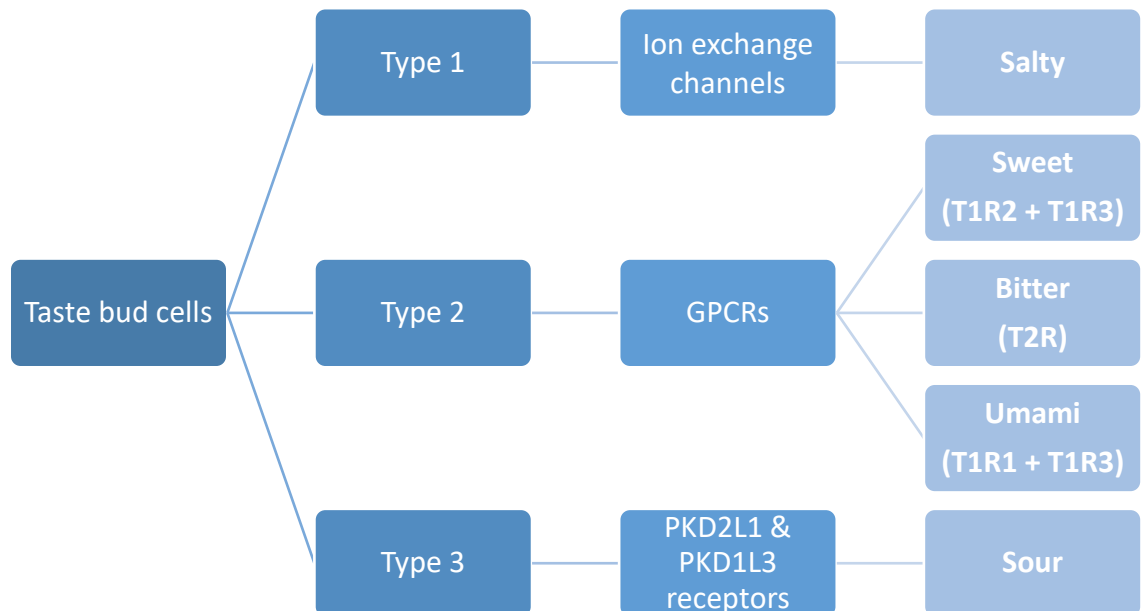 Taste bud cells
Type 1
Ion exchange
channels
Salty
Type 2
GPCRs
Sweet
(T1R2 + T1R3)
Bitter
(T2R)
Umami
(T1R1 + T1R3)
Type 3
PKD2L1 &
PKD1L3
receptors
Sour